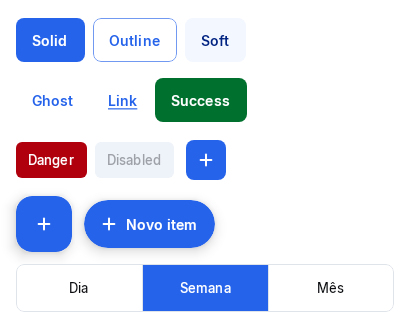 Solid Outline Soft
Ghost Link Success
Danger Disabled +
+ + Novo item
Dia Semana Mês